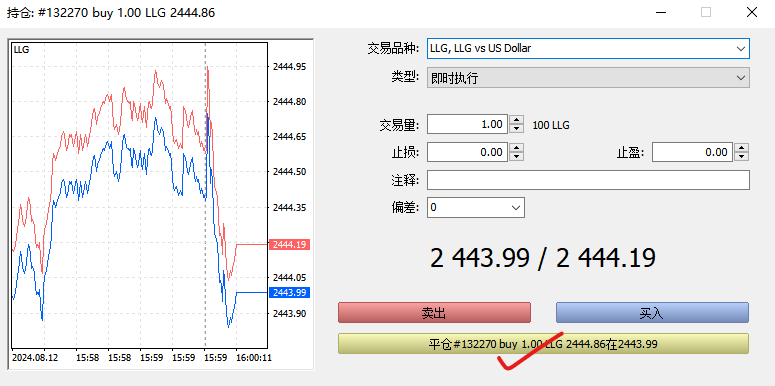 持仓: #132270 buy 1.00 LLG 2444.86
LLG
2444.95
2444.80
2444.65
2444.50
2444.35
2444.19
2444.05
2443.99
2443.90
2024.08.12 15:58 15:58 15:59 15:59 16:00:11
交易品种: LLG, LLG vs US Dollar
类型: 即时执行
交易量: 1.00 100 LLG
止损: 0.00 止盈: 0.00
注释:
偏差: 0
2 443.99 / 2 444.19
卖出 买入
平仓#132270 buy 1.00 LLG 2444.86在2443.99